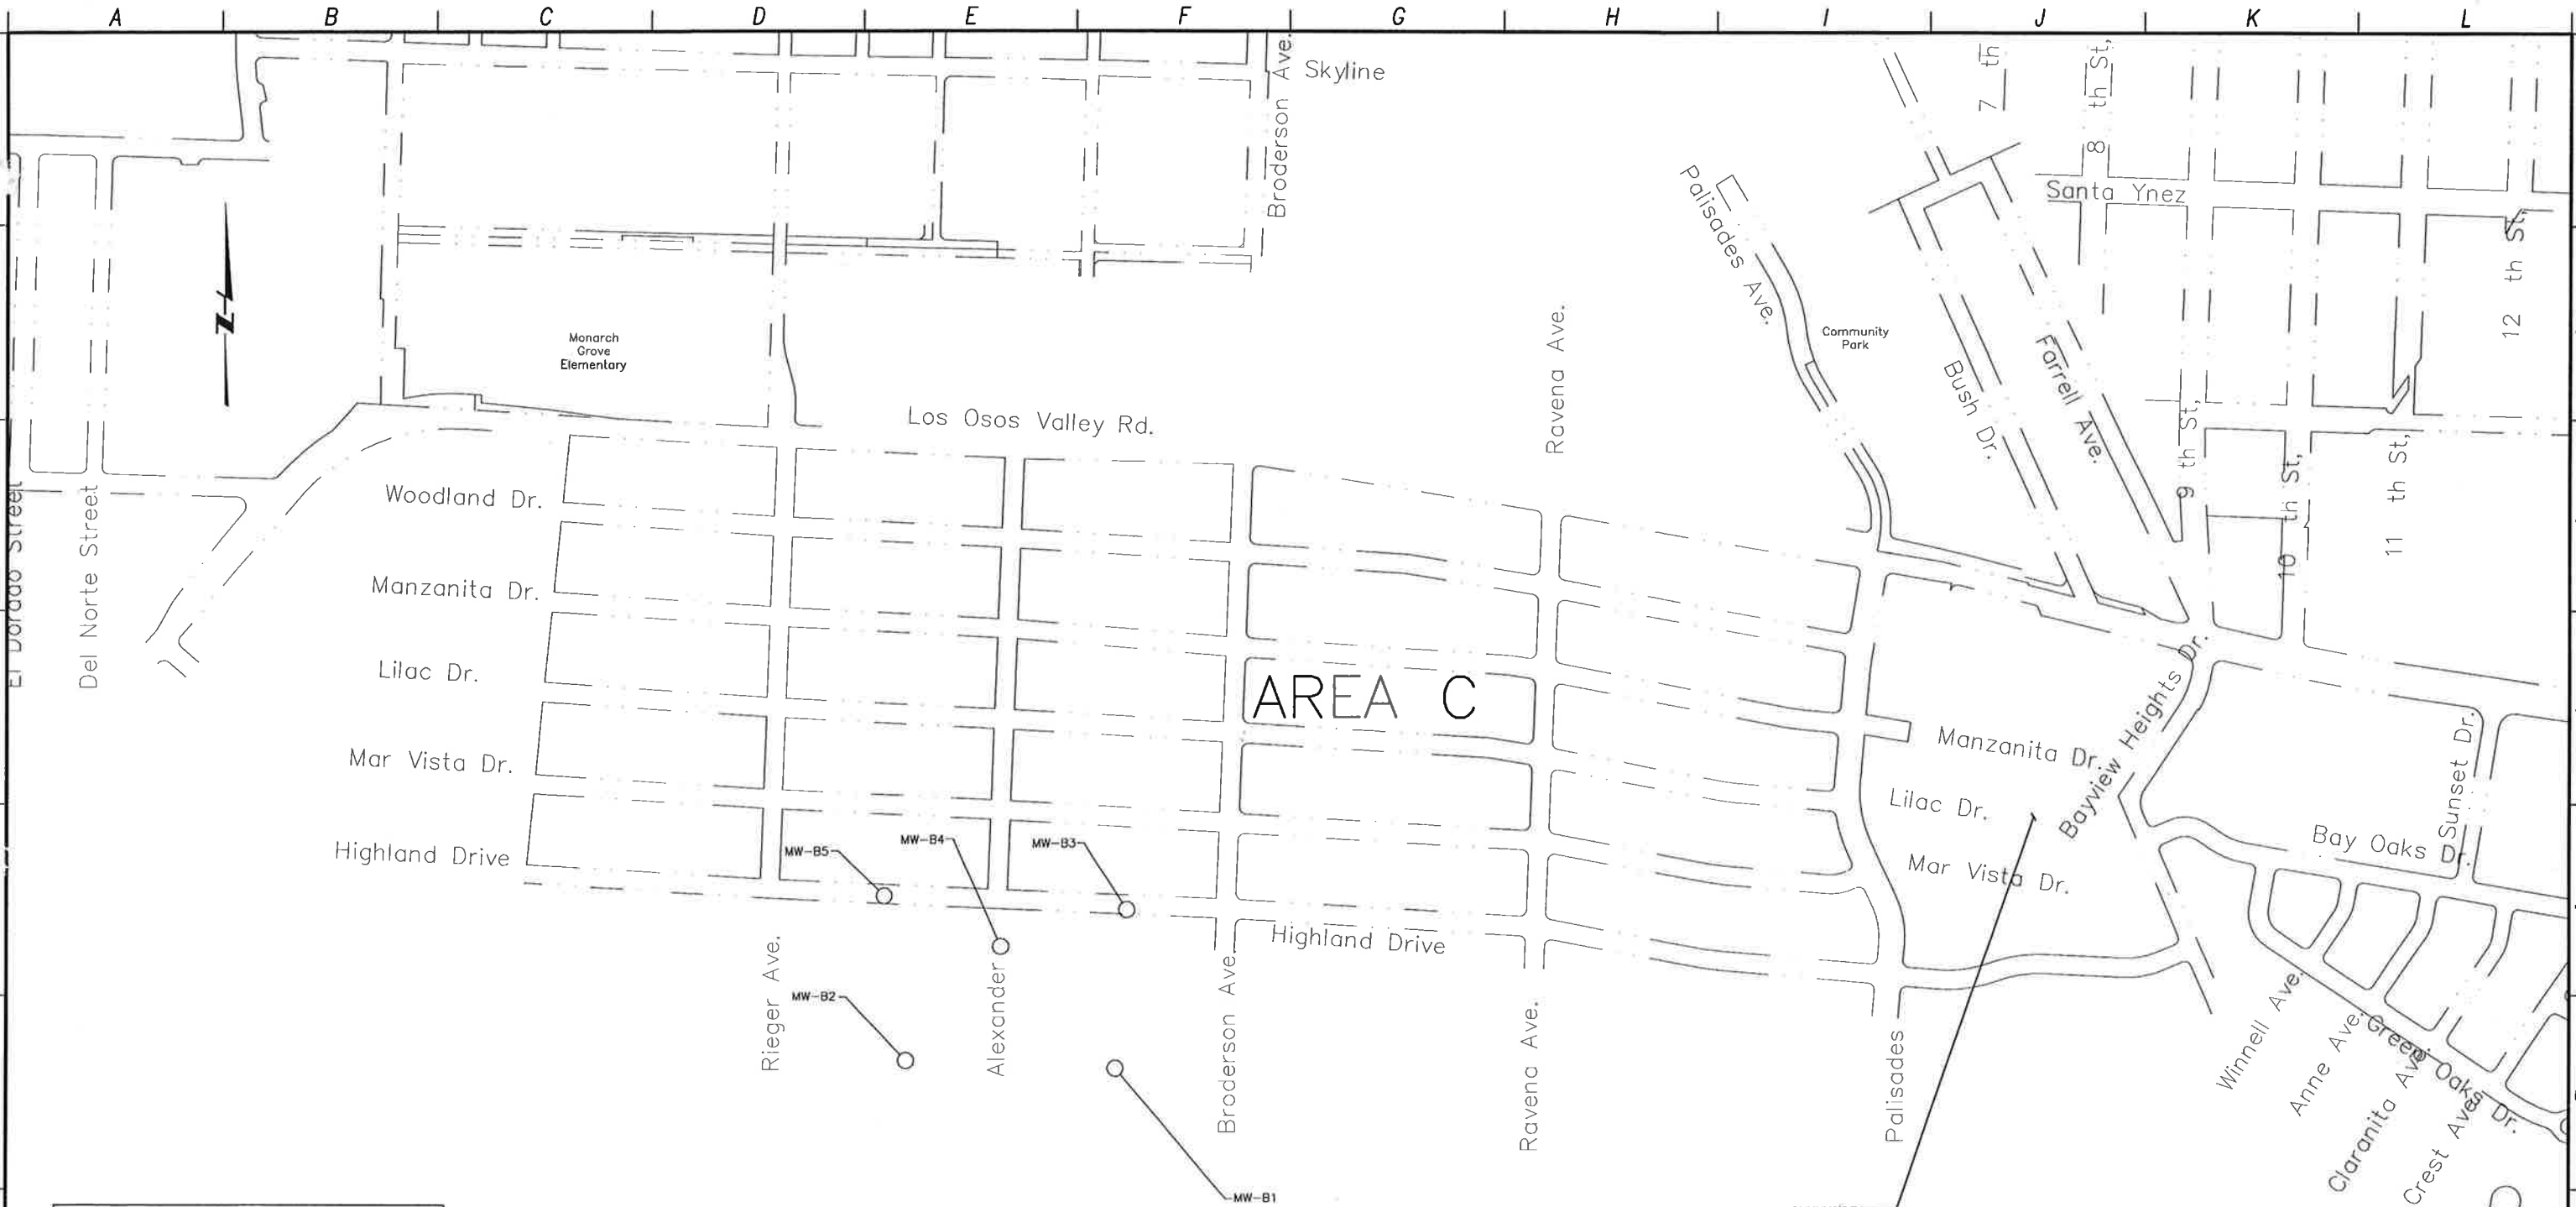 A B C D E F G H I J K L
Skyline
Broderson Ave.
7 th
8 th St,
Santa Ynez
Palisades Ave.
12 th St.
N
Monarch
Grove
Elementary
Community
Park
Ravena Ave.
Bush Dr.
Farrell Ave.
Los Osos Valley Rd.
9 th St,
10 th St,
11 th St,
El Dorado Street
Del Norte Street
Woodland Dr.
Manzanita Dr.
Lilac Dr.
Mar Vista Dr.
Highland Drive
AREA C
Manzanita Dr.
Bayview Heights Dr.
Lilac Dr.
Mar Vista Dr.
Sunset Dr.
Bay Oaks Dr.
MW-B5
MW-B4
MW-B3
Highland Drive
Rieger Ave.
MW-B2
Alexander
Broderson Ave.
Ravena Ave.
Palisades
Winnell Ave.
Anne Ave.
Green Oaks Dr.
Claranita Ave.
Crest Aves
MW-B1